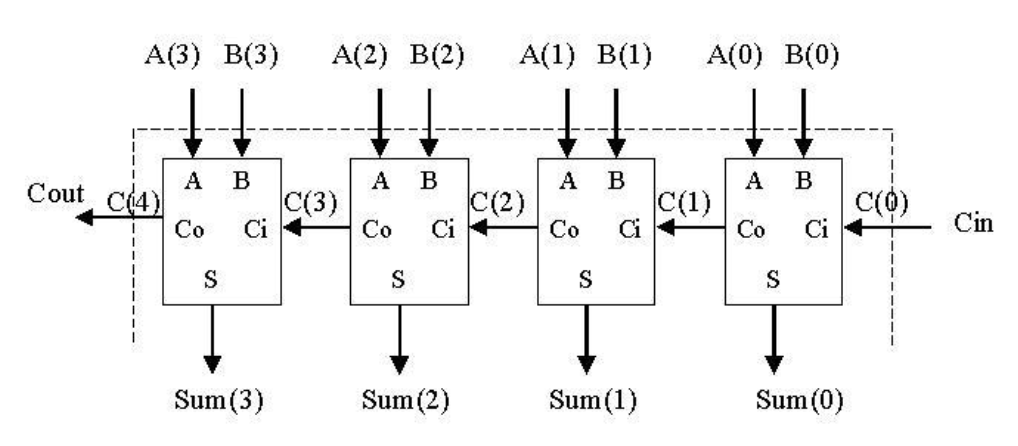 A(3) B(3) A(2) B(2) A(1) B(1) A(0) B(0)
A B A B A B A B
Cout C(4) C(3) C(2) C(1) C(0) Cin
Co Ci Co Ci Co Ci Co Ci
S S S S
Sum(3) Sum(2) Sum(1) Sum(0)